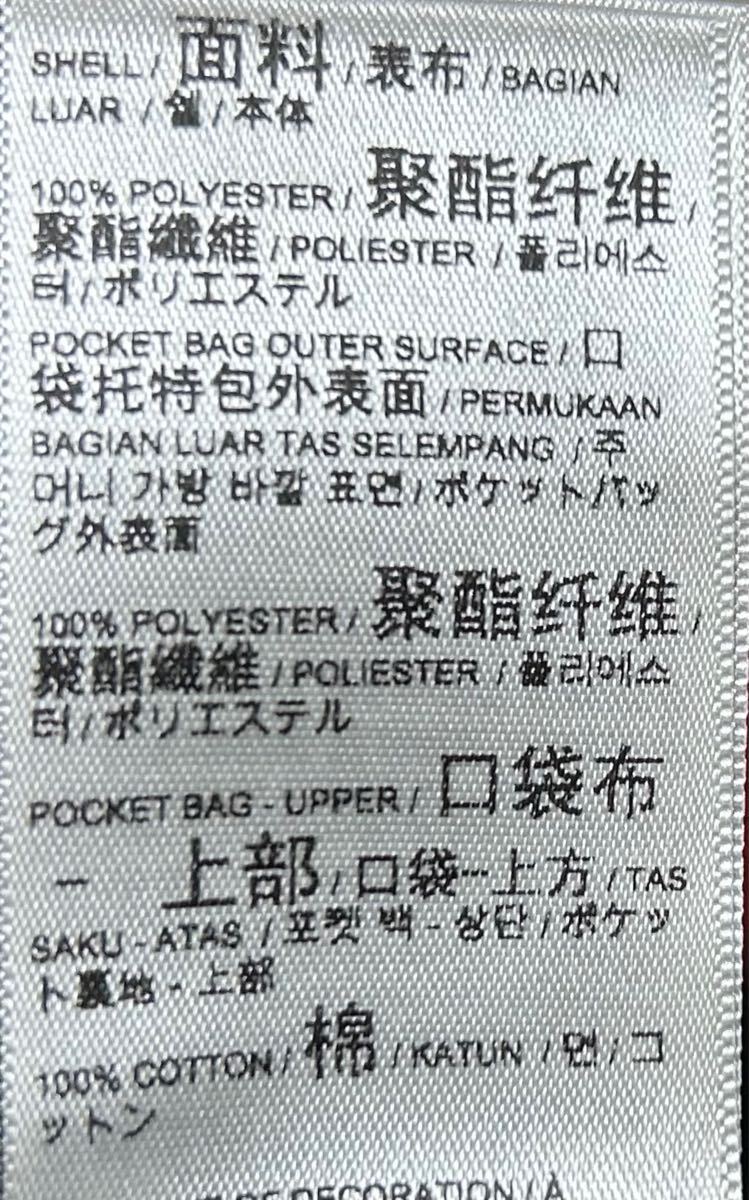 SHELL / 面料 / 表布 / BAGIAN
LUAR / 쉘 / 本体
100% POLYESTER / 聚酯纤维 /
聚酯纖維 / POLIESTER / 폴리에스
터 / ポリエステル
POCKET BAG OUTER SURFACE / 口
袋托特包外表面 / PERMUKAAN
BAGIAN LUAR TAS SELEMPANG / 주
머니 가방 바깥 표면 / ポケットバッ
グ外表面
100% POLYESTER / 聚酯纤维 /
聚酯纖維 / POLIESTER / 폴리에스
터 / ポリエステル
POCKET BAG - UPPER / 口袋布
- 上部 / 口袋--上方 / TAS
SAKU - ATAS / 포켓 백 - 상단 / ポケッ
ト裏地 - 上部
100% COTTON / 棉 / KATUN / 면 / コ
ットン
DECORATION / À